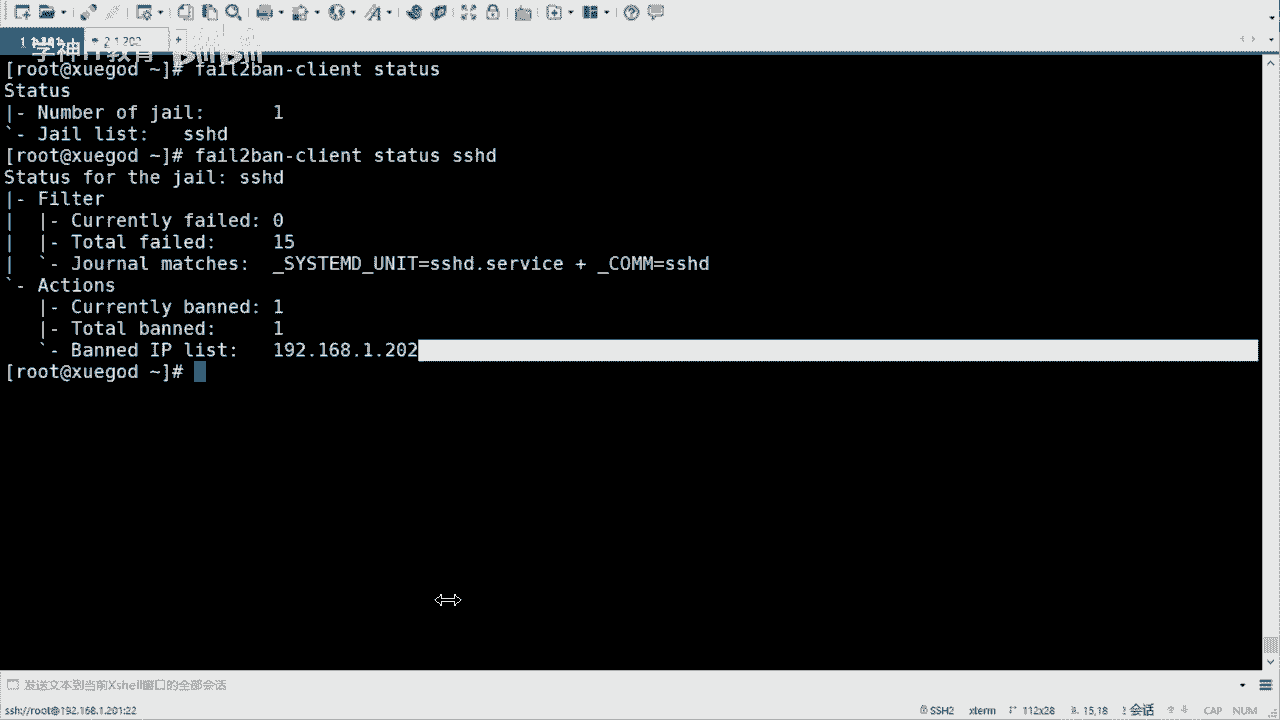 学神IT教育 bilibili
2 1.202
[root@xuegod ~]# fail2ban-client status
Status
|- Number of jail:      1
`- Jail list:   sshd
[root@xuegod ~]# fail2ban-client status sshd
Status for the jail: sshd
|- Filter
|  |- Currently failed: 0
|  |- Total failed:     15
|  `- Journal matches:  _SYSTEMD_UNIT=sshd.service + _COMM=sshd
`- Actions
   |- Currently banned: 1
   |- Total banned:     1
   `- Banned IP list:   192.168.1.202
[root@xuegod ~]#
发送文本到当前Xshell窗口的全部会话
ssh://root@192.168.1.201:22 SSH2 xterm 112x28 15,18 1 会话 CAP NUM